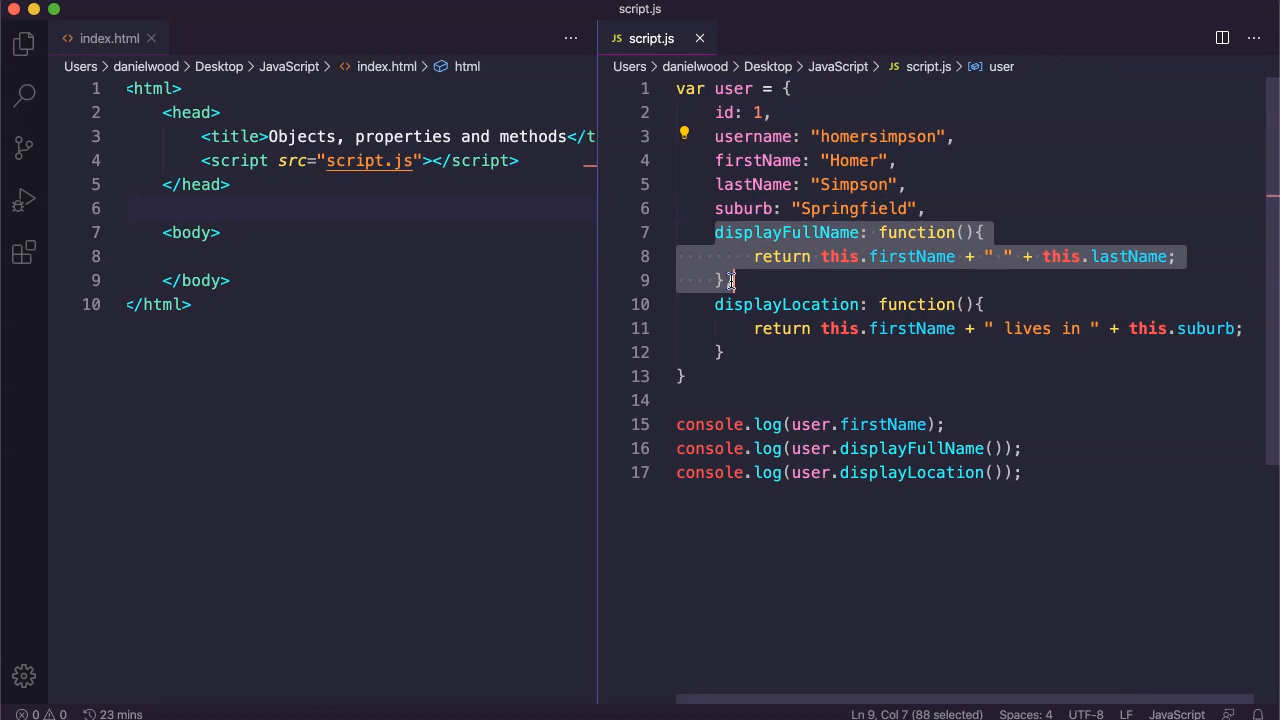 script.js
index.html
JS script.js
Users > danielwood > Desktop > JavaScript > index.html > html
Users > danielwood > Desktop > JavaScript > JS script.js > user
1 <html>
2 <head>
3 <title>Objects, properties and methods</t
4 <script src="script.js"></script>
5 </head>
6
7 <body>
8
9 </body>
10 </html>
1 var user = {
2 id: 1,
3 username: "homersimpson",
4 firstName: "Homer",
5 lastName: "Simpson",
6 suburb: "Springfield",
7 displayFullName: function(){
8 return this.firstName + " " + this.lastName;
9 },
10 displayLocation: function(){
11 return this.firstName + " lives in " + this.suburb;
12 }
13 }
14
15 console.log(user.firstName);
16 console.log(user.displayFullName());
17 console.log(user.displayLocation());
0 0 23 mins
Ln 9, Col 7 (88 selected) Spaces: 4 UTF-8 LF JavaScript